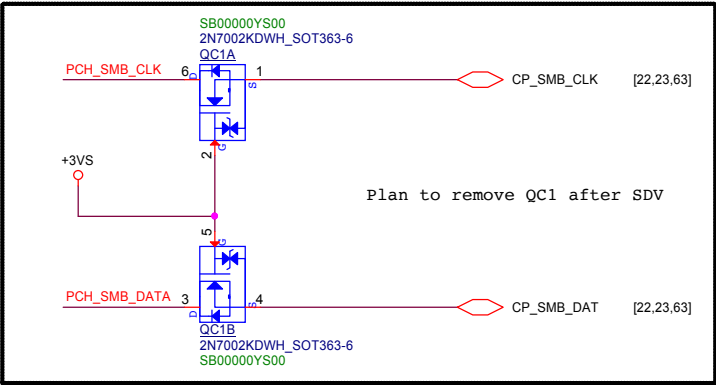 SB00000YS00
2N7002KDWH_SOT363-6
QC1A
PCH_SMB_CLK 6 D 1 S CP_SMB_CLK [22,23,63]
2 G
+3VS
Plan to remove QC1 after SDV
5 G
PCH_SMB_DATA 3 D 4 S CP_SMB_DAT [22,23,63]
QC1B
2N7002KDWH_SOT363-6
SB00000YS00